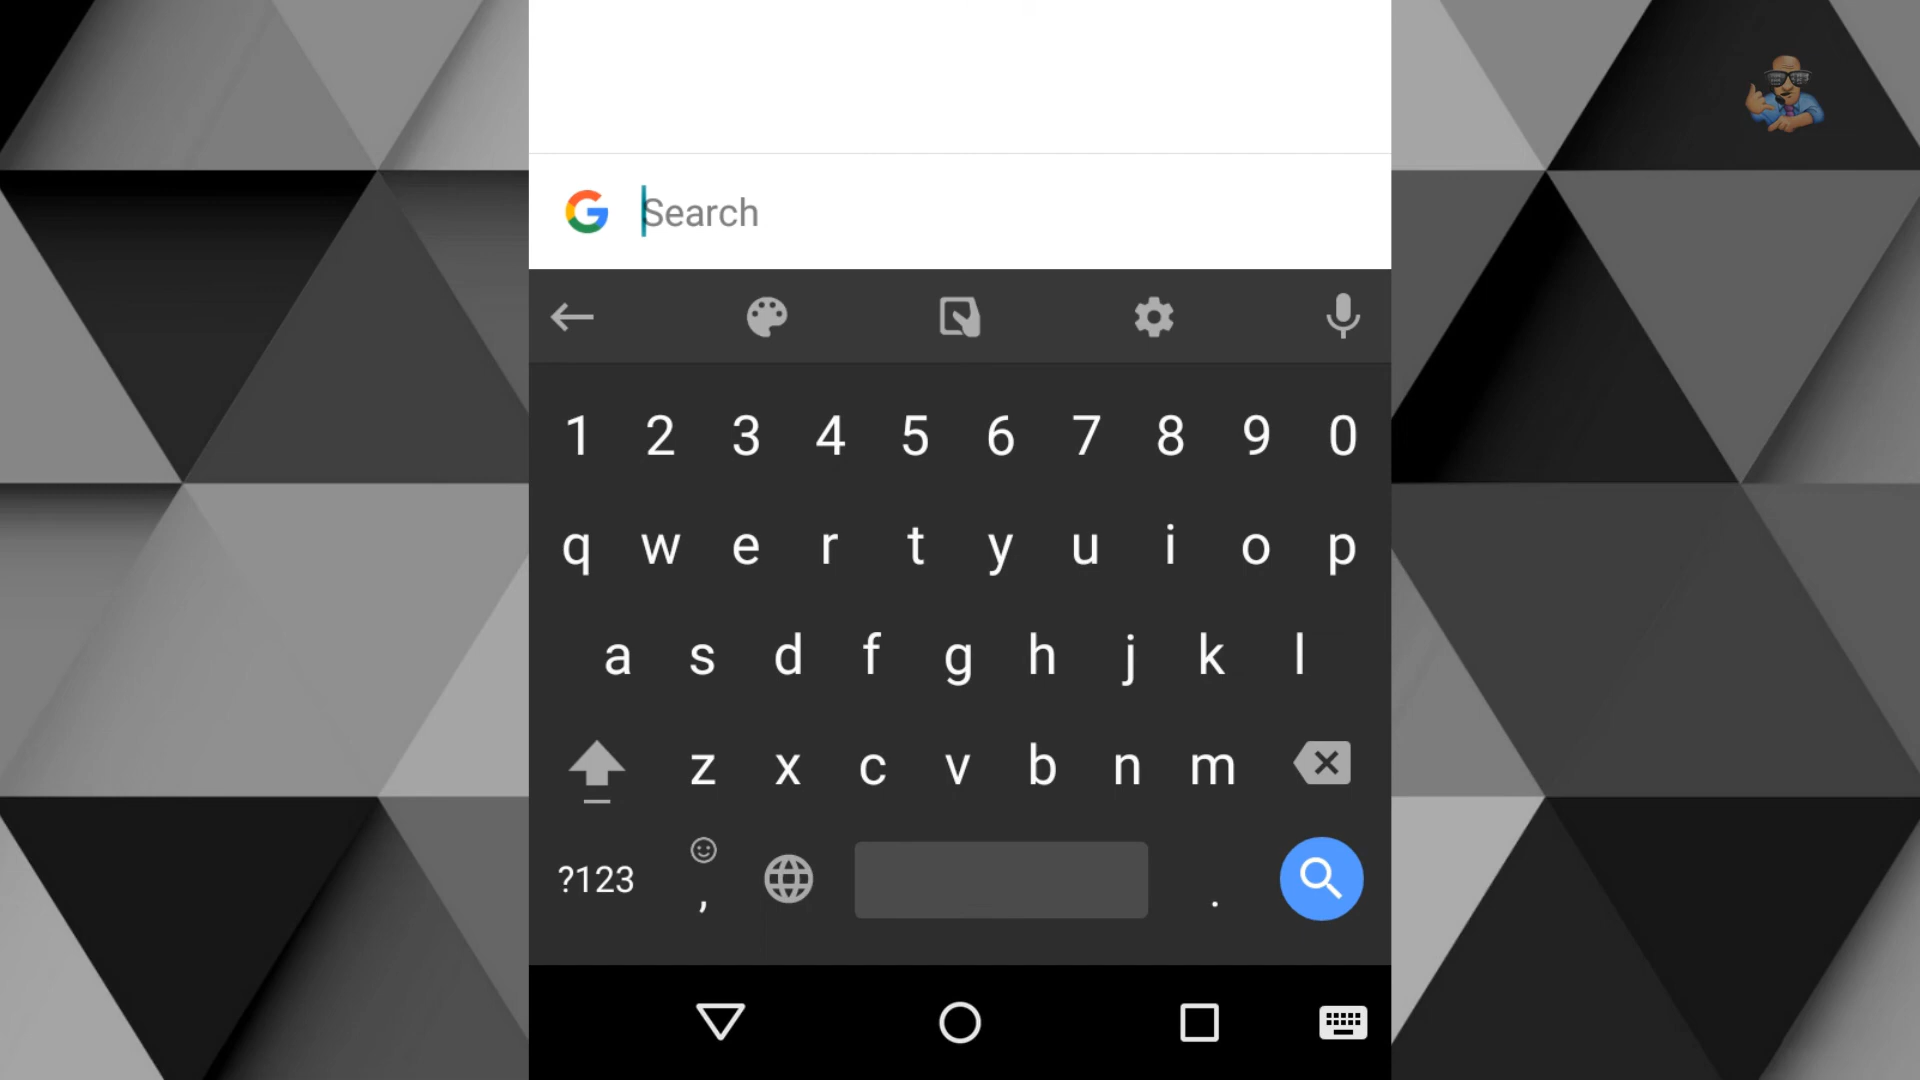 Search
1 2 3 4 5 6 7 8 9 0
q w e r t y u i o p
a s d f g h j k l
z x c v b n m
?123 , .